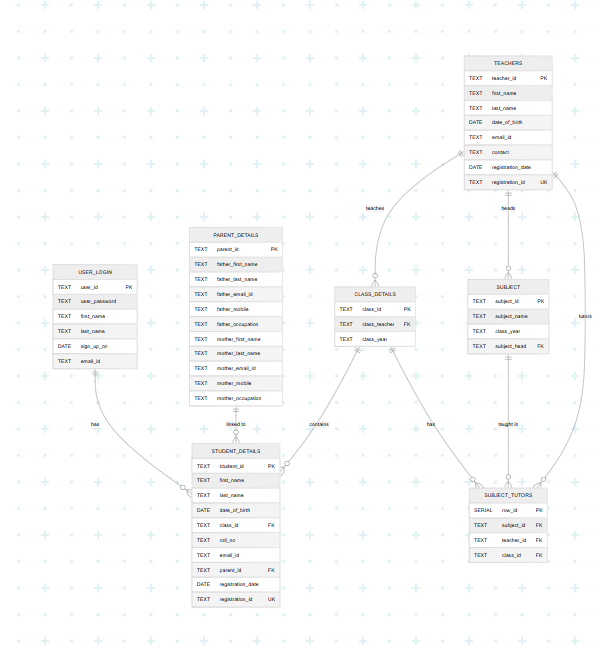 TEACHERS
TEXT teacher_id PK
TEXT first_name
TEXT last_name
DATE date_of_birth
TEXT email_id
TEXT contact
DATE registration_date
TEXT registration_id UK
teaches
heads
tutors
PARENT_DETAILS
TEXT parent_id PK
TEXT father_first_name
TEXT father_last_name
TEXT father_email_id
TEXT father_mobile
TEXT father_occupation
TEXT mother_first_name
TEXT mother_last_name
TEXT mother_email_id
TEXT mother_mobile
TEXT mother_occupation
USER_LOGIN
TEXT user_id PK
TEXT user_password
TEXT first_name
TEXT last_name
DATE sign_up_on
TEXT email_id
CLASS_DETAILS
TEXT class_id PK
TEXT class_teacher FK
TEXT class_year
SUBJECT
TEXT subject_id PK
TEXT subject_name
TEXT class_year
TEXT subject_head FK
has
linked to
contains
has
taught in
STUDENT_DETAILS
TEXT student_id PK
TEXT first_name
TEXT last_name
DATE date_of_birth
TEXT class_id FK
TEXT roll_no
TEXT email_id
TEXT parent_id FK
DATE registration_date
TEXT registration_id UK
SUBJECT_TUTORS
SERIAL row_id PK
TEXT subject_id FK
TEXT teacher_id FK
TEXT class_id FK